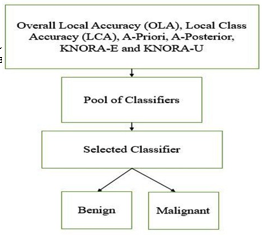 Overall Local Accuracy (OLA), Local Class
Accuracy (LCA), A-Priori, A-Posterior,
KNORA-E and KNORA-U
Pool of Classifiers
Selected Classifier
Benign
Malignant